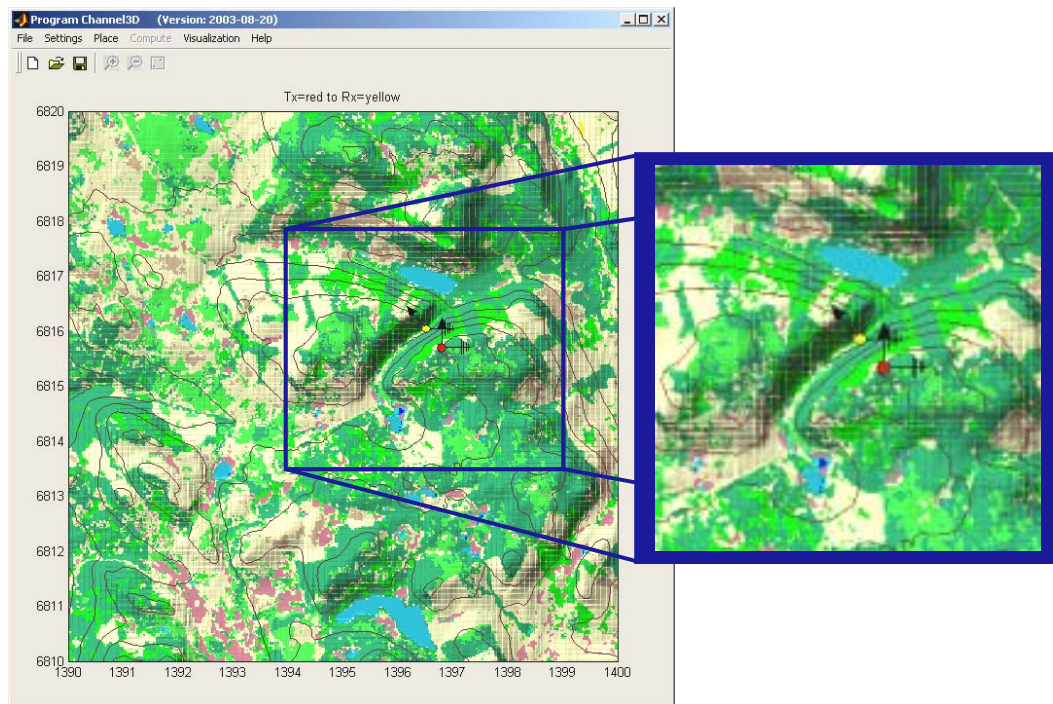 Program Channel3D (Version: 2003-08-20)
File Settings Place Compute Visualization Help
Tx=red to Rx=yellow
6820
6819
6818
6817
6816
6815
6814
6813
6812
6811
6810
1390 1391 1392 1393 1394 1395 1396 1397 1398 1399 1400